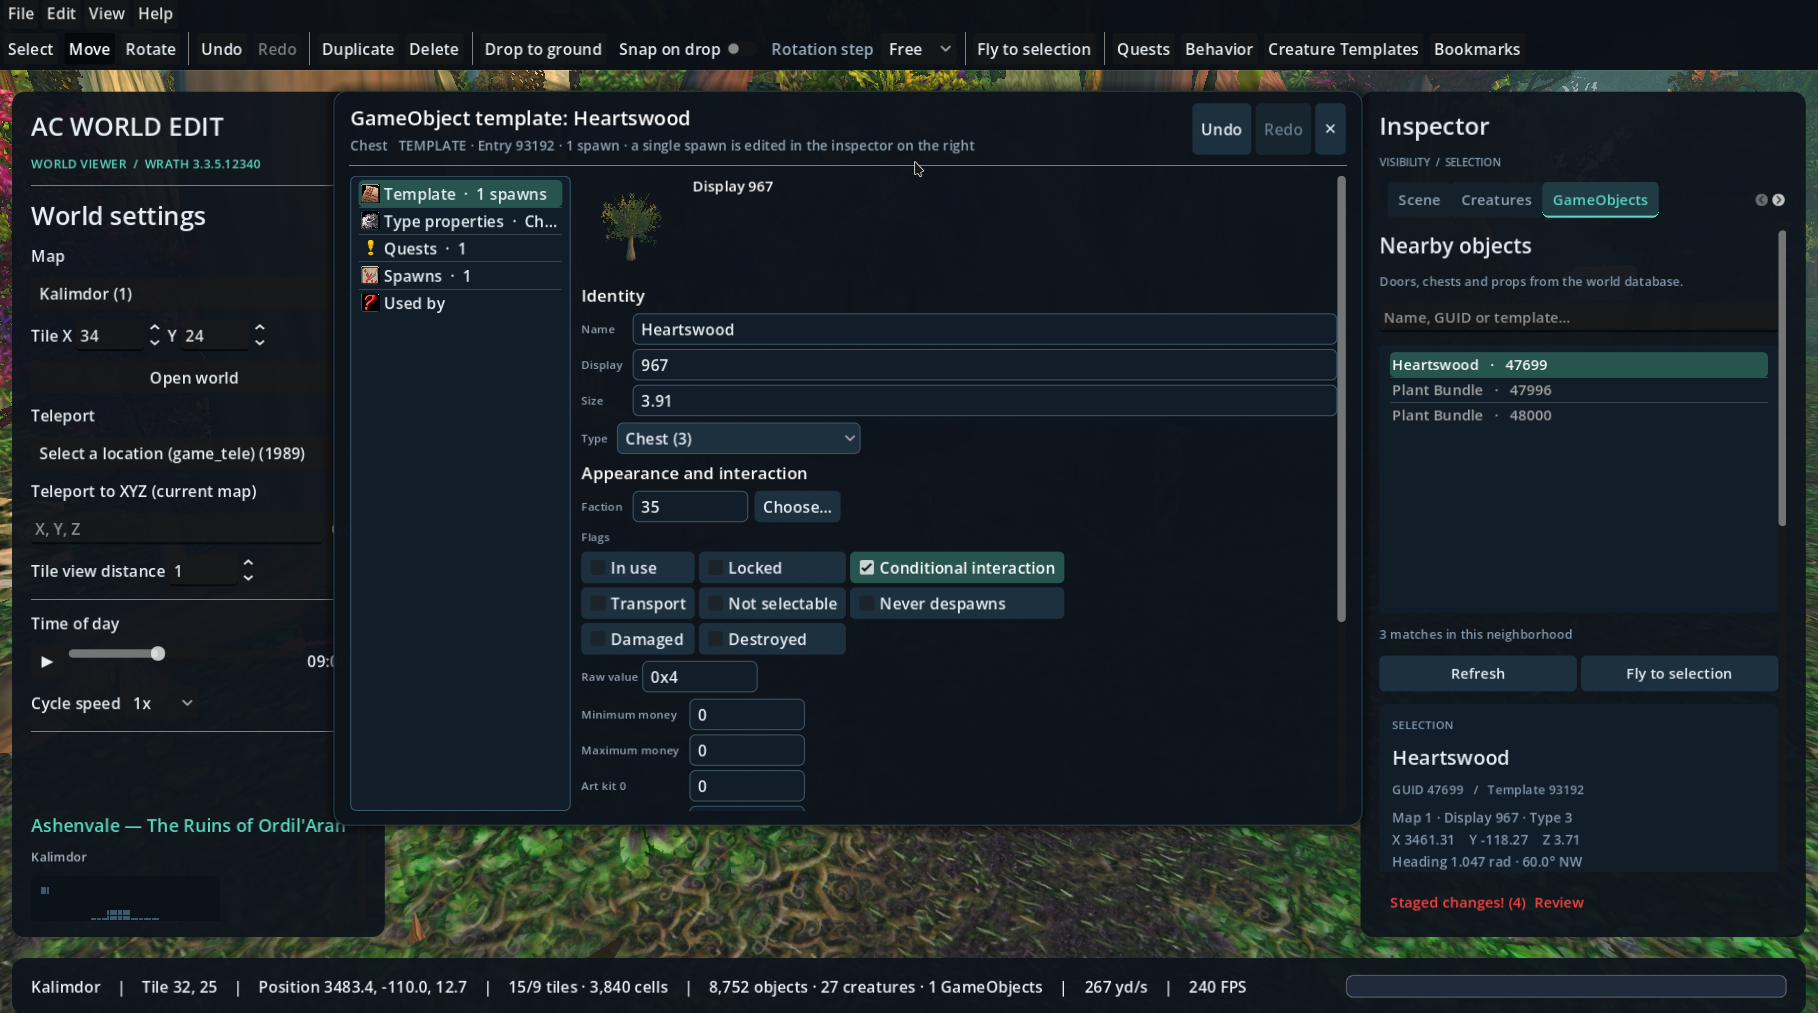 File Edit View Help
Select Move Rotate Undo Redo Duplicate Delete Drop to ground Snap on drop Rotation step Free Fly to selection Quests Behavior Creature Templates Bookmarks
AC WORLD EDIT
WORLD VIEWER / WRATH 3.3.5.12340
World settings
Map
Kalimdor (1)
Tile X 34 Y 24
Open world
Teleport
Select a location (game_tele) (1989)
Teleport to XYZ (current map)
X, Y, Z
Tile view distance 1
Time of day
09:0
Cycle speed 1x
Ashenvale — The Ruins of Ordil'Aran
Kalimdor
GameObject template: Heartswood
Chest TEMPLATE · Entry 93192 · 1 spawn · a single spawn is edited in the inspector on the right
Undo Redo ×
Template · 1 spawns
Type properties · Ch...
Quests · 1
Spawns · 1
Used by
Display 967
Identity
Name Heartswood
Display 967
Size 3.91
Type Chest (3)
Appearance and interaction
Faction 35 Choose...
Flags
In use Locked Conditional interaction
Transport Not selectable Never despawns
Damaged Destroyed
Raw value 0x4
Minimum money 0
Maximum money 0
Art kit 0 0
Inspector
VISIBILITY / SELECTION
Scene Creatures GameObjects
Nearby objects
Doors, chests and props from the world database.
Name, GUID or template...
Heartswood · 47699
Plant Bundle · 47996
Plant Bundle · 48000
3 matches in this neighborhood
Refresh Fly to selection
SELECTION
Heartswood
GUID 47699 / Template 93192
Map 1 · Display 967 · Type 3
X 3461.31 Y -118.27 Z 3.71
Heading 1.047 rad · 60.0° NW
Staged changes! (4) Review
Kalimdor | Tile 32, 25 | Position 3483.4, -110.0, 12.7 | 15/9 tiles · 3,840 cells | 8,752 objects · 27 creatures · 1 GameObjects | 267 yd/s | 240 FPS